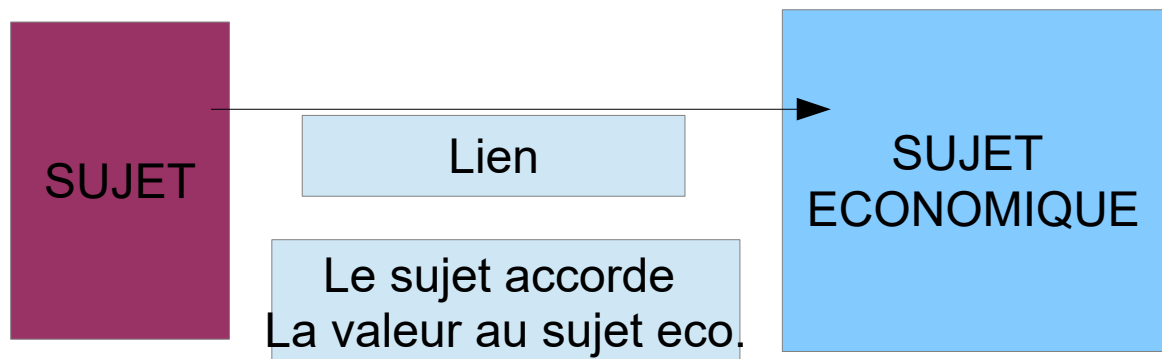 SUJET
Lien
SUJET
ECONOMIQUE
Le sujet accorde
La valeur au sujet eco.